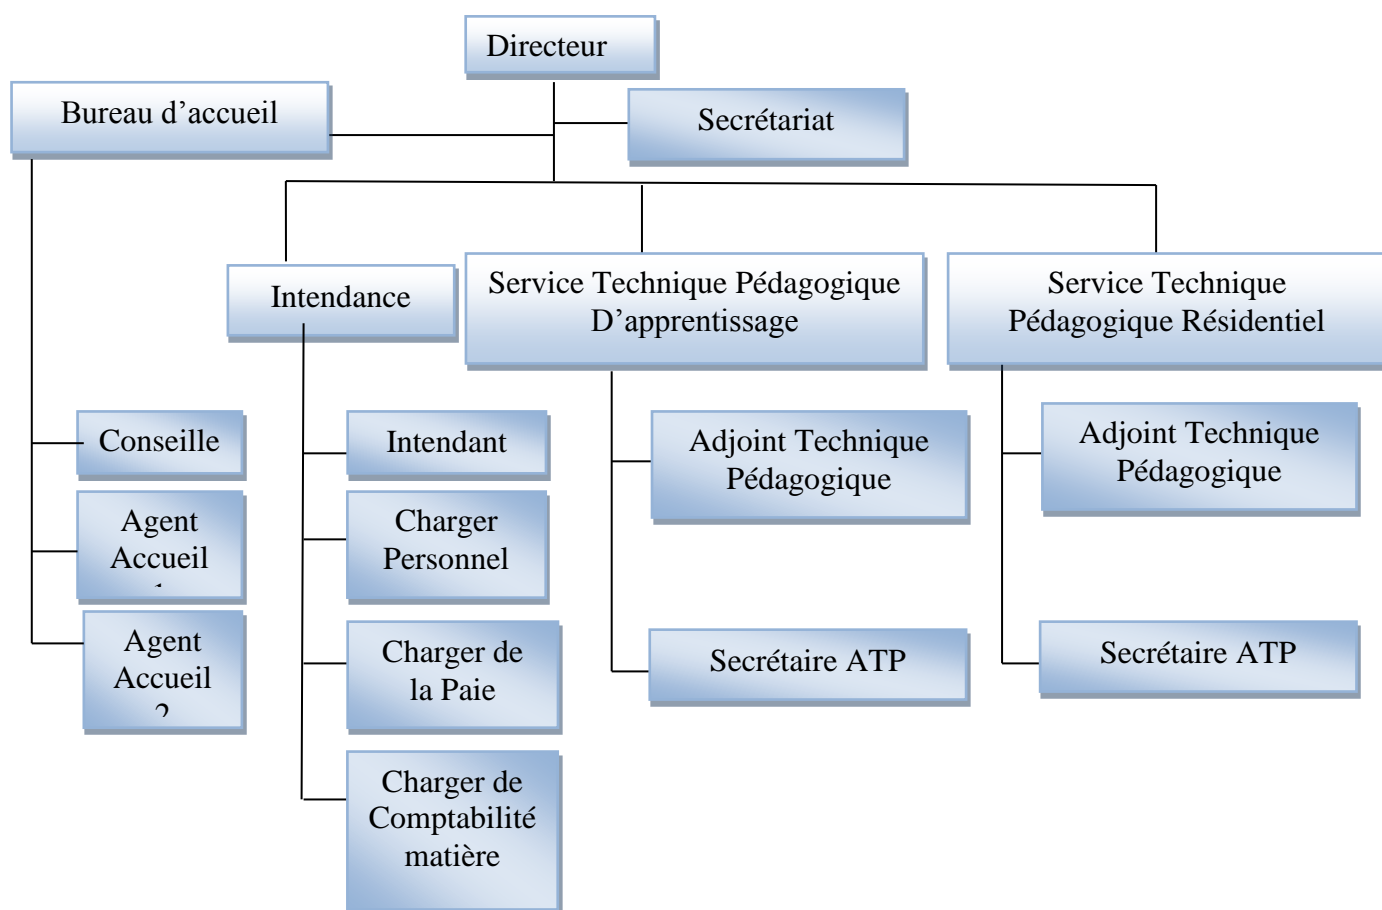 Directeur
Bureau d’accueil
Secrétariat
Intendance
Service Technique Pédagogique
D’apprentissage
Service Technique
Pédagogique Résidentiel
Conseille
Agent
Accueil
Agent
Accueil
2
Intendant
Charger
Personnel
Charger de
la Paie
Charger de
Comptabilité
matière
Adjoint Technique
Pédagogique
Secrétaire ATP
Adjoint Technique
Pédagogique
Secrétaire ATP